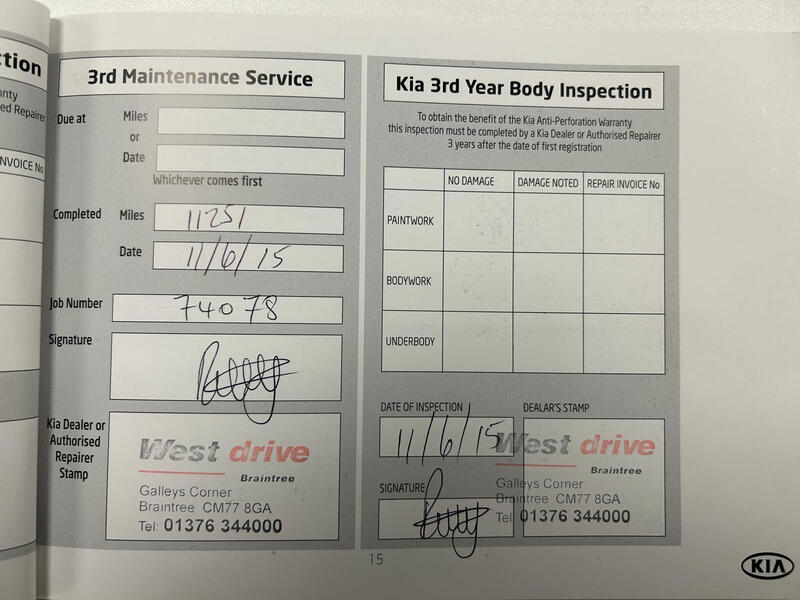 ction
nty
ed Repairer
NVOICE No
3rd Maintenance Service
Due at
Miles
or
Date
Whichever comes first
Completed
Miles 11251
Date 11/6/15
Job Number 74078
Signature
Kia Dealer or
Authorised
Repairer
Stamp
West drive
Braintree
Galleys Corner
Braintree CM77 8GA
Tel: 01376 344000
Kia 3rd Year Body Inspection
To obtain the benefit of the Kia Anti-Perforation Warranty
this inspection must be completed by a Kia Dealer or Authorised Repairer
3 years after the date of first registration
NO DAMAGE DAMAGE NOTED REPAIR INVOICE No
PAINTWORK
BODYWORK
UNDERBODY
DATE OF INSPECTION
11/6/15
DEALAR'S STAMP
West drive
Braintree
Galleys Corner
Braintree CM77 8GA
Tel 01376 344000
SIGNATURE
15
KIA